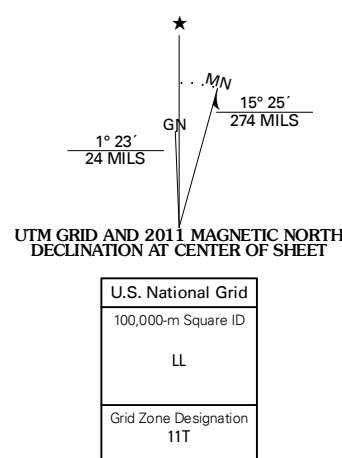 ★
MN
GN
15° 25´
274 MILS
1° 23´
24 MILS
UTM GRID AND 2011 MAGNETIC NORTH
DECLINATION AT CENTER OF SHEET
U.S. National Grid
100,000-m Square ID
LL
Grid Zone Designation
11T